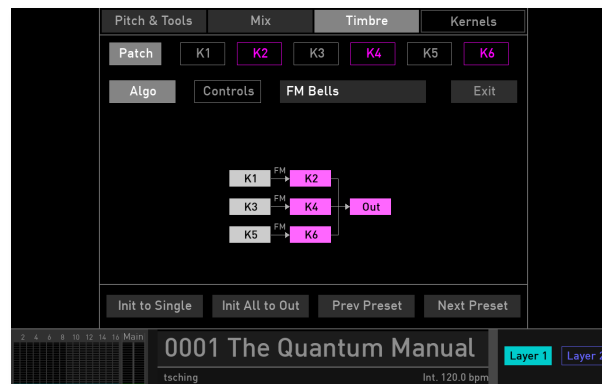 Pitch & Tools Mix Timbre Kernels
Patch K1 K2 K3 K4 K5 K6
Algo Controls FM Bells Exit
FM
K1 K2
FM
K3 K4 Out
FM
K5 K6
Init to Single Init All to Out Prev Preset Next Preset
2 4 6 8 10 12 14 16 Main
0001 The Quantum Manual
Layer 1 Layer 2
tsching Int. 120.0 bpm